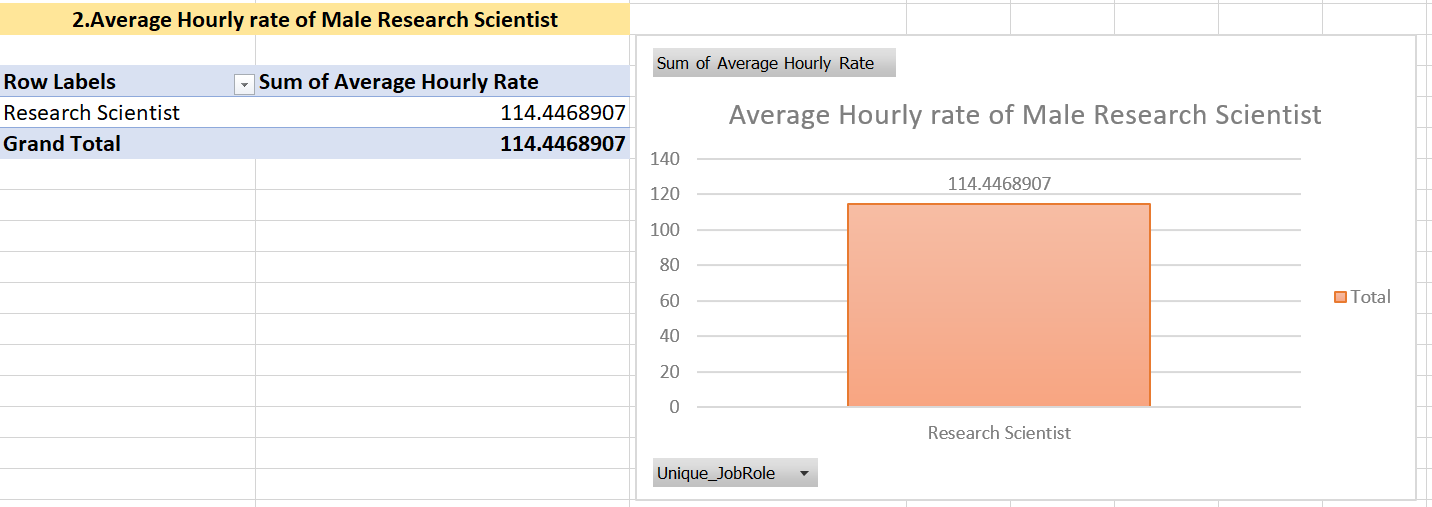 2.Average Hourly rate of Male Research Scientist
Row Labels Sum of Average Hourly Rate
Research Scientist 114.4468907
Grand Total 114.4468907
Sum of Average Hourly Rate
Average Hourly rate of Male Research Scientist
140
120
100
80
60
40
20
0
114.4468907
Research Scientist
Total
Unique_JobRole